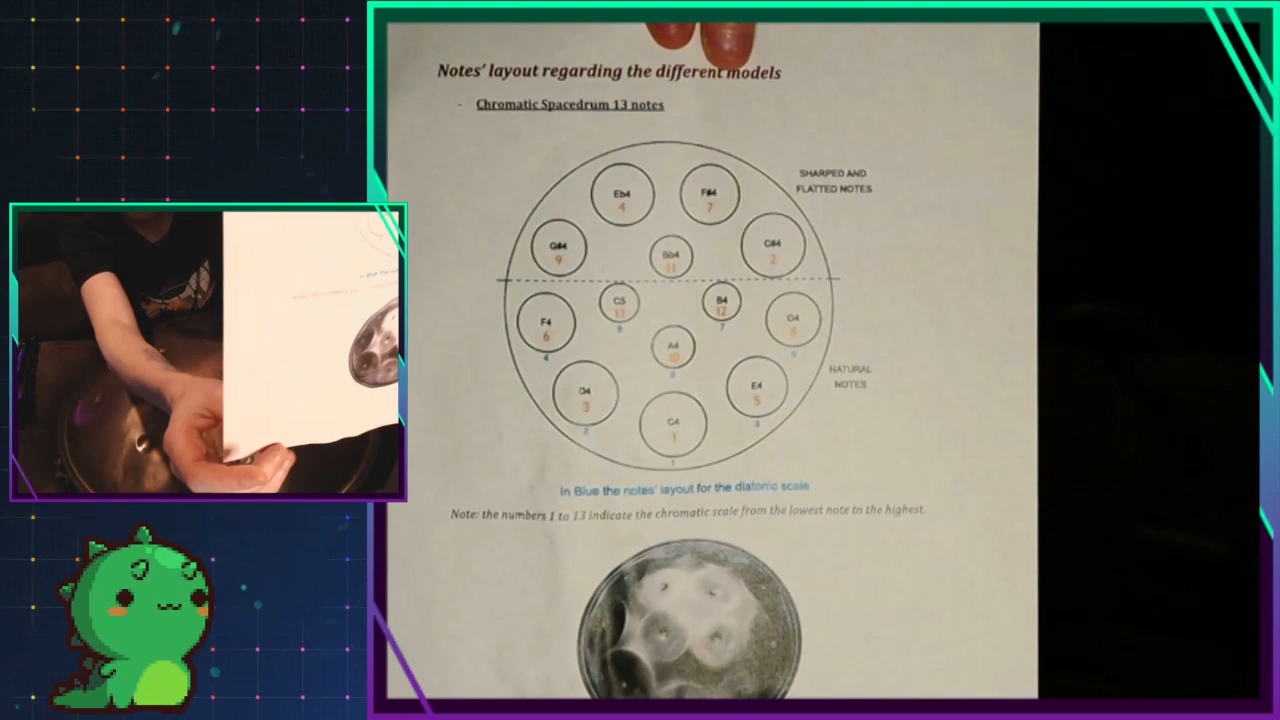 Notes' layout regarding the different models
- Chromatic Spacedrum 13 notes
SHARPED AND
FLATTED NOTES
Eb4
4
F#4
7
G#4
9
Bb4
11
C#4
2
F4
6
4
C5
13
8
B4
12
7
G4
8
5
A4
10
6
D4
3
2
E4
5
3
C4
1
1
NATURAL
NOTES
In Blue the notes' layout for the diatonic scale
Note: the numbers 1 to 13 indicate the chromatic scale from the lowest note to the highest.